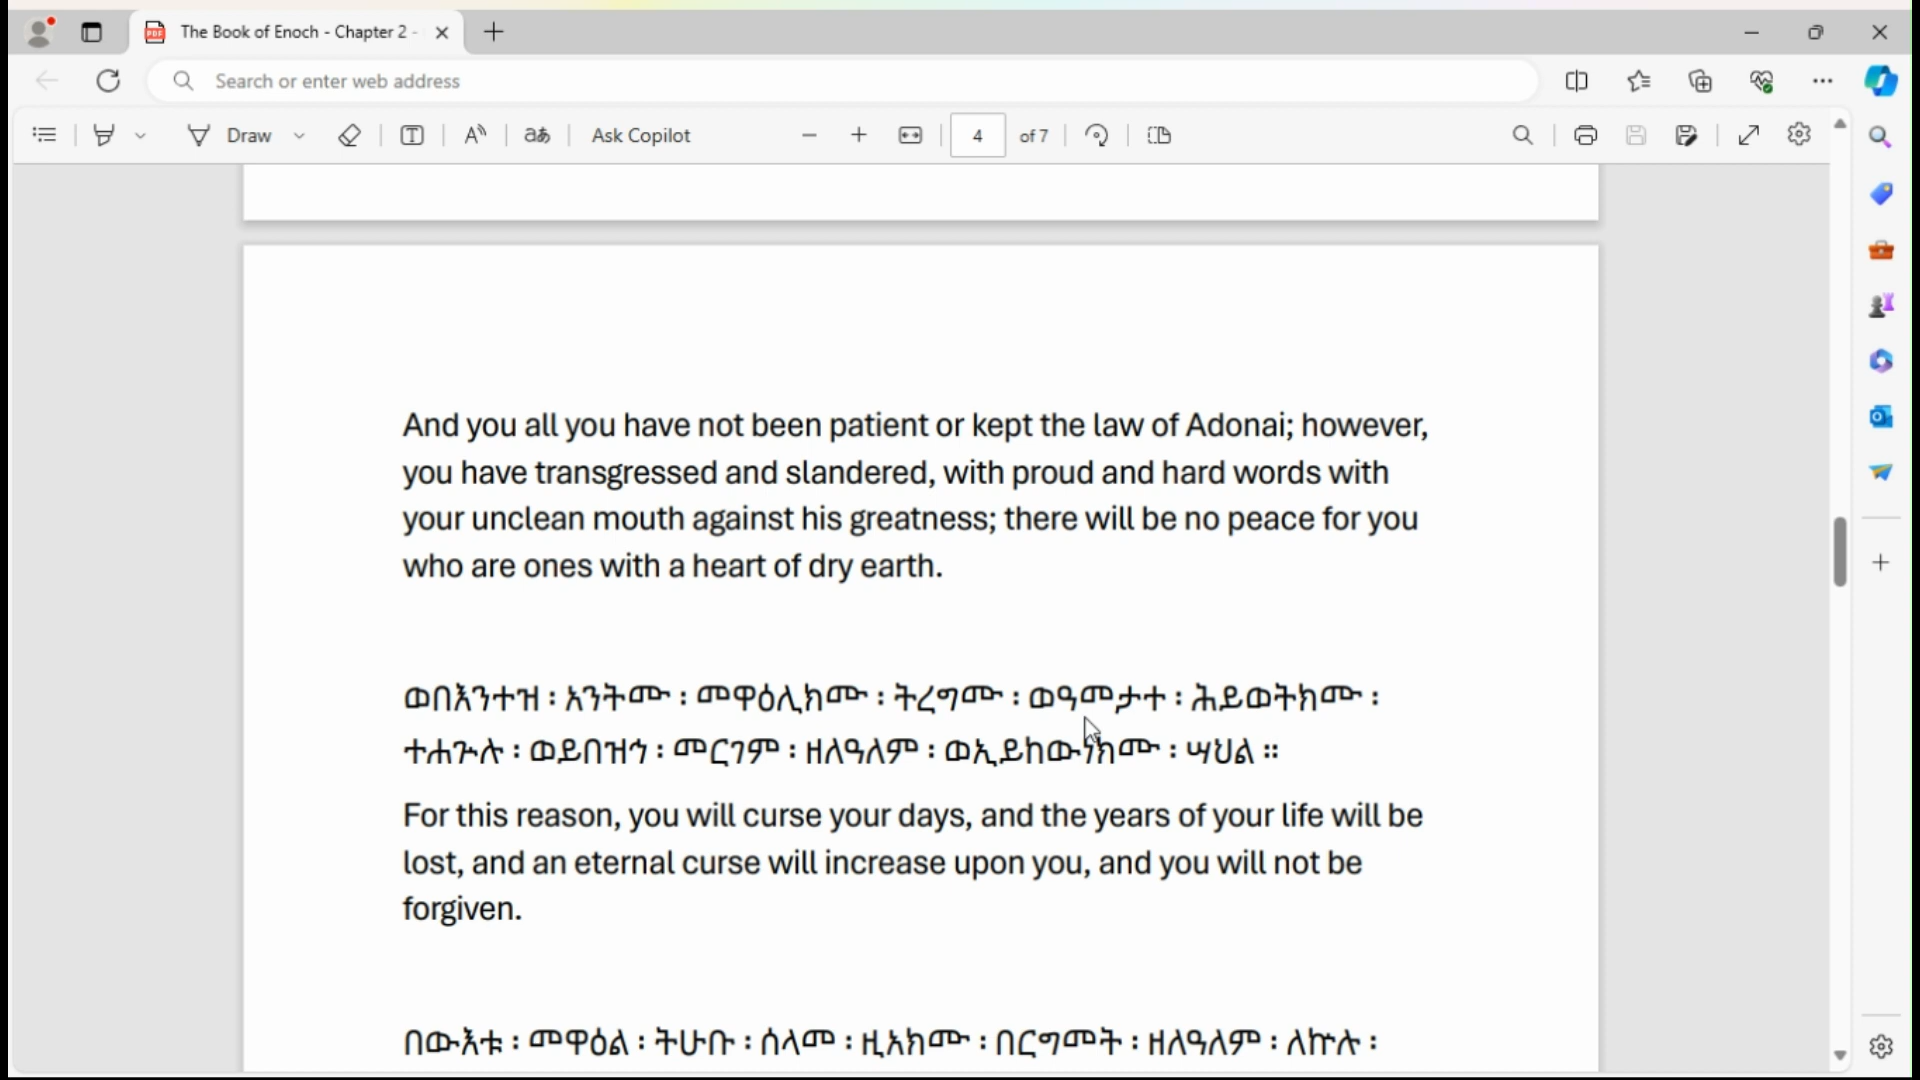 The Book of Enoch - Chapter 2 -
Search or enter web address
Draw
Ask Copilot
4 of 7
And you all you have not been patient or kept the law of Adonai; however,
you have transgressed and slandered, with proud and hard words with
your unclean mouth against his greatness; there will be no peace for you
who are ones with a heart of dry earth.
ወበእንተዝ ፡ አንትሙ ፡ መዋዕሊክሙ ፡ ትረግሙ ፡ ወዓመታተ ፡ ሕይወትክሙ ፡
ተሐጕሉ ፡ ወይበዝኅ ፡ መርገም ፡ ዘለዓለም ፡ ወኢይከውነክሙ ፡ ሣህል ።
For this reason, you will curse your days, and the years of your life will be
lost, and an eternal curse will increase upon you, and you will not be
forgiven.
በውእቱ ፡ መዋዕል ፡ ትሁቡ ፡ ሰላመ ፡ ዚአክሙ ፡ በርግመት ፡ ዘለዓለም ፡ ለኵሉ ፡